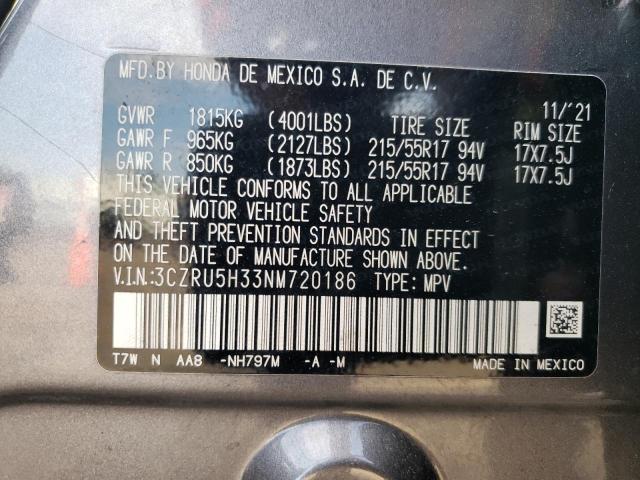 MFD. BY HONDA DE MEXICO S.A. DE C.V.
11/'21
GVWR 1815KG (4001LBS) TIRE SIZE RIM SIZE
GAWR F 965KG (2127LBS) 215/55R17 94V 17X7.5J
GAWR R 850KG (1873LBS) 215/55R17 94V 17X7.5J
THIS VEHICLE CONFORMS TO ALL APPLICABLE
FEDERAL MOTOR VEHICLE SAFETY
AND THEFT PREVENTION STANDARDS IN EFFECT
ON THE DATE OF MANUFACTURE SHOWN ABOVE.
V.I.N.:3CZRU5H33NM720186 TYPE: MPV
T7W N AA8 -NH797M -A -M MADE IN MEXICO